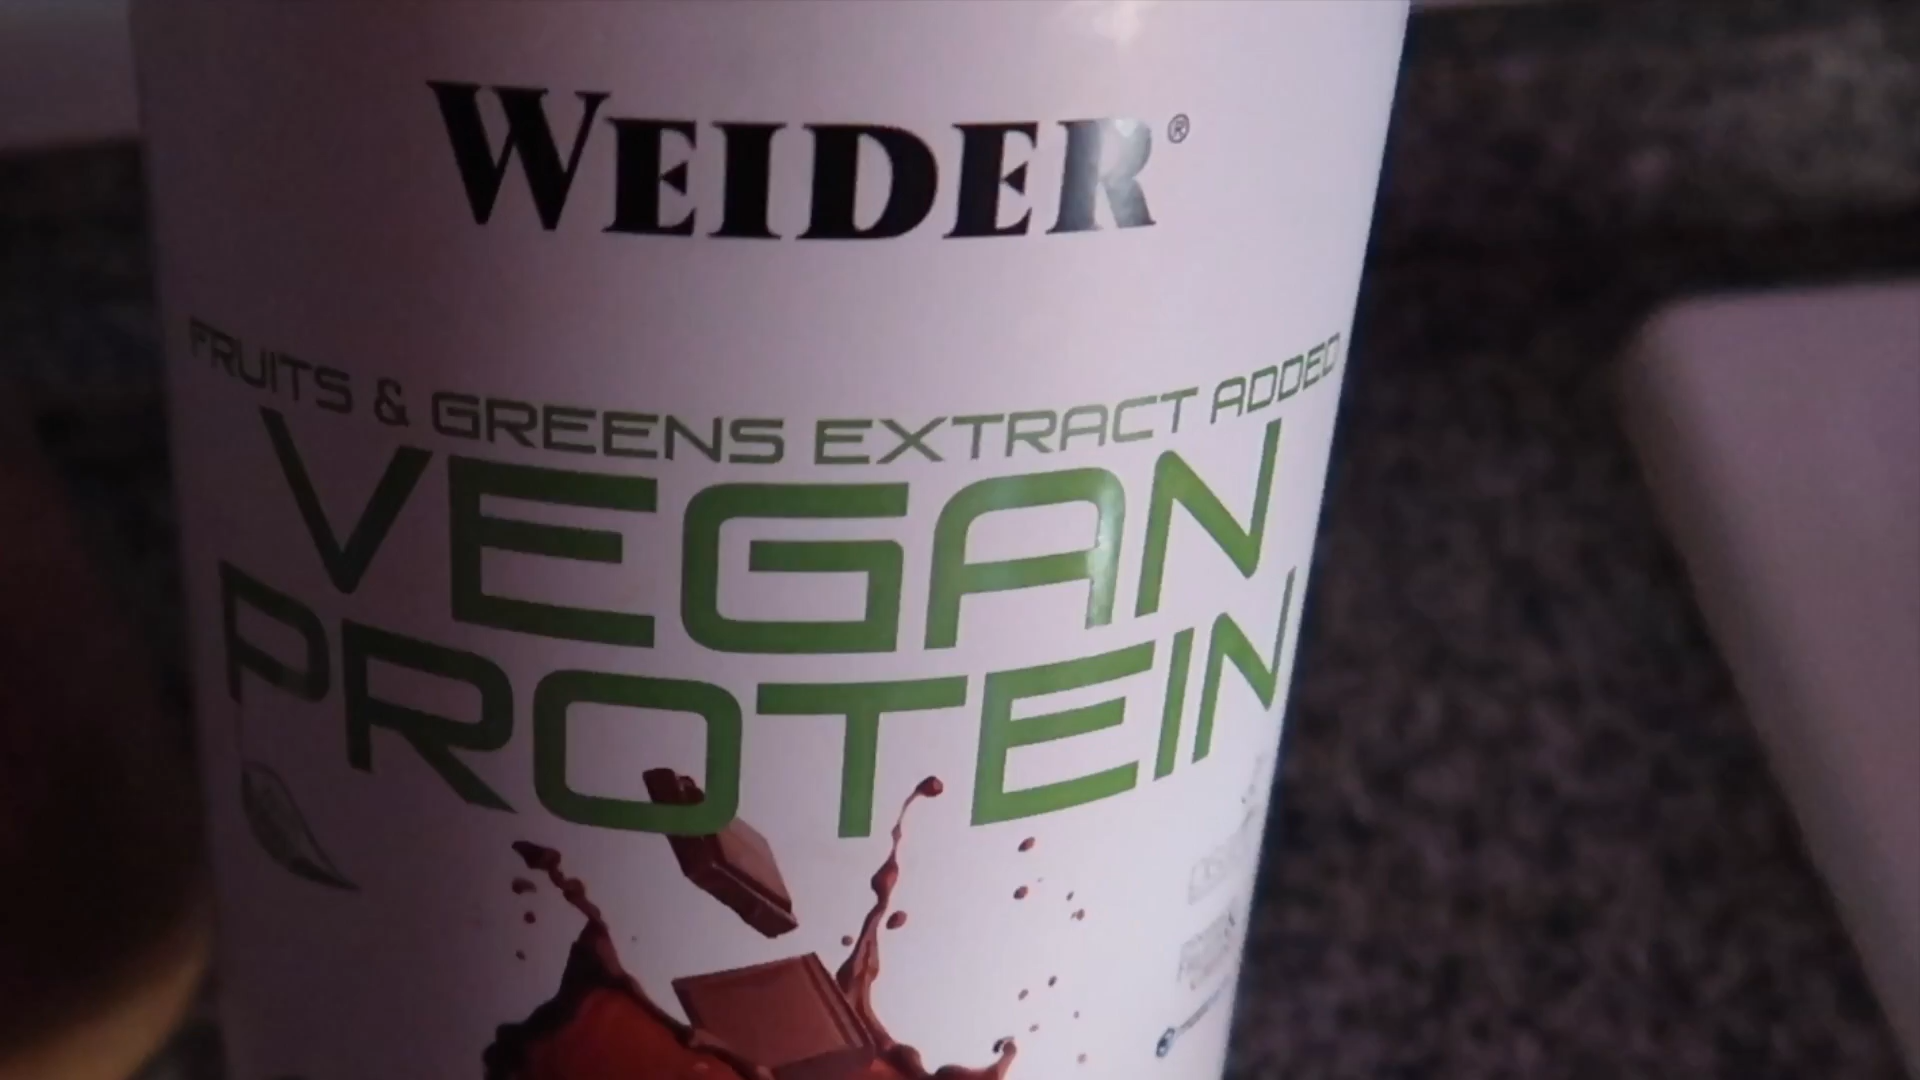 WEIDER®
FRUITS & GREENS EXTRACT ADDED
VEGAN
PROTEIN